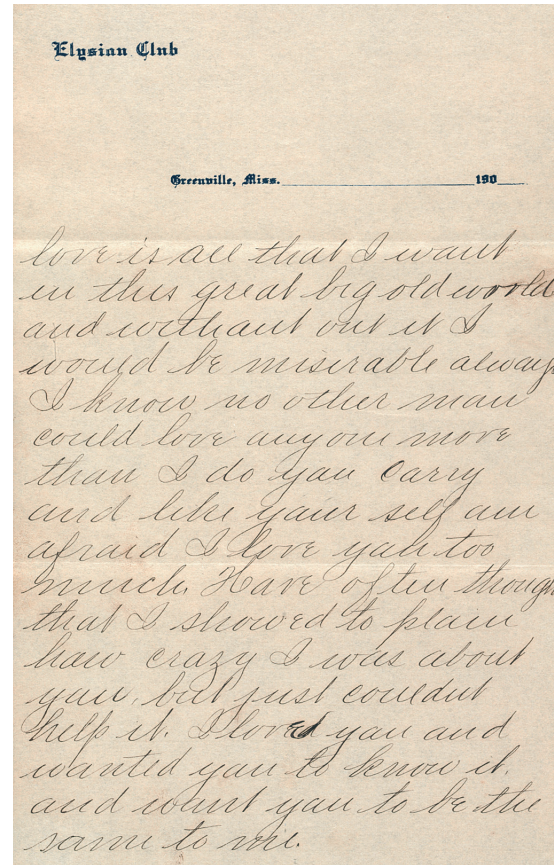 Elysian Club
Greenville, Miss. 190
love is all that I want
in this great big old world
and without out it I
would be miserable always
I know no other man
could love anyone more
than I do you Carry
and like your self am
afraid I love you too
much. Have often though
that I showed to plain
how crazy I was about
you, but just couldnt
help it. I loved you and
wanted you to know it.
and want you to be the
same to me.